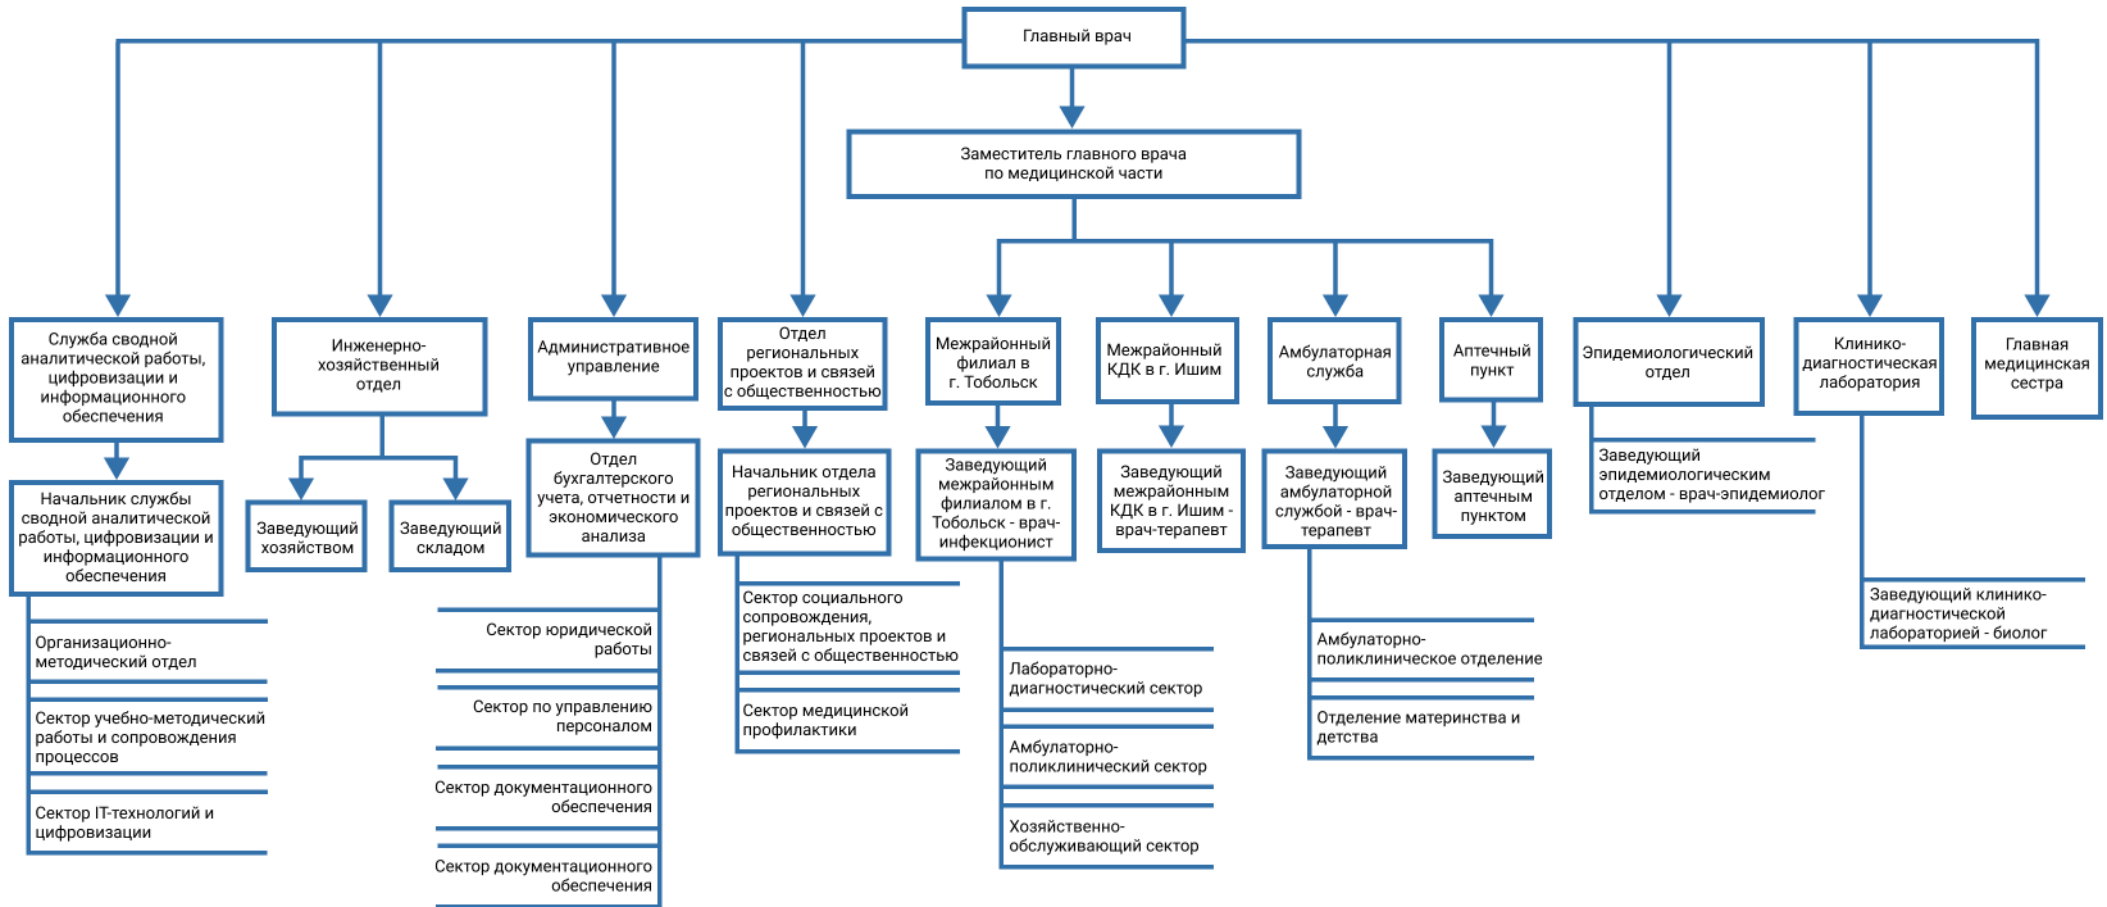 Главный врач
Заместитель главного врача
по медицинской части
Служба сводной
аналитической работы,
цифровизации и
информационного
обеспечения
Инженерно-
хозяйственный
отдел
Административное
управление
Отдел
региональных
проектов и связей
с общественностью
Межрайонный
филиал в
г. Тобольск
Межрайонный
КДК в г. Ишим
Амбулаторная
служба
Аптечный
пункт
Эпидемиологический
отдел
Клинико-
диагностическая
лаборатория
Главная
медицинская
сестра
Начальник службы
сводной аналитической
работы, цифровизации и
информационного
обеспечения
Заведующий
хозяйством
Заведующий
складом
Отдел
бухгалтерского
учета, отчетности и
экономического
анализа
Начальник отдела
региональных
проектов и связей с
общественностью
Заведующий
межрайонным
филиалом в г.
Тобольск - врач-
инфекционист
Заведующий
межрайонным
КДК в г. Ишим -
врач-терапевт
Заведующий
амбулаторной
службой - врач-
терапевт
Заведующий
аптечным
пунктом
Заведующий
эпидемиологическим
отделом - врач-эпидемиолог
Заведующий клинико-
диагностической
лабораторией - биолог
Организационно-
методический отдел
Сектор учебно-методический
работы и сопровождения
процессов
Сектор IT-технологий и
цифровизации
Сектор юридической
работы
Сектор по управлению
персоналом
Сектор документационного
обеспечения
Сектор документационного
обеспечения
Сектор социального
сопровождения,
региональных проектов и
связей с общественностью
Сектор медицинской
профилактики
Лабораторно-
диагностический сектор
Амбулаторно-
поликлинический сектор
Хозяйственно-
обслуживающий сектор
Амбулаторно-
поликлиническое отделение
Отделение материнства и
детства